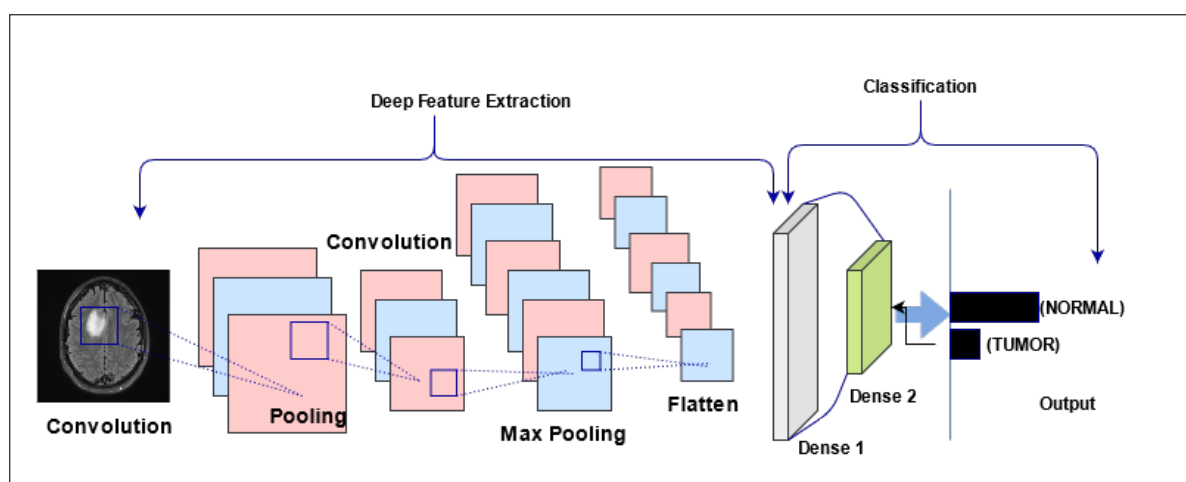 Deep Feature Extraction
Classification
Convolution
(NORMAL)
(TUMOR)
Pooling
Flatten
Dense 2
Output
Convolution
Max Pooling
Dense 1